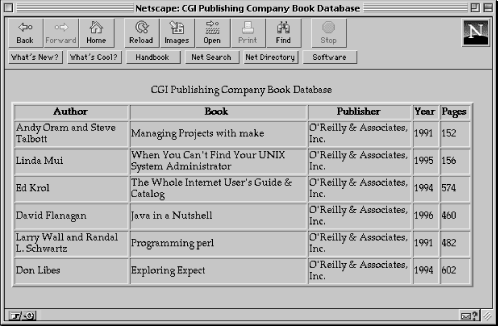 Netscape: CGI Publishing Company Book Database
Back Forward Home Reload Images Open Print Find Stop
N
What's New? What's Cool? Handbook Net Search Net Directory Software
CGI Publishing Company Book Database
Author Book Publisher Year Pages
Andy Oram and Steve Talbott Managing Projects with make O'Reilly & Associates, Inc. 1991 152
Linda Mui When You Can't Find Your UNIX System Administrator O'Reilly & Associates, Inc. 1995 156
Ed Krol The Whole Internet User's Guide & Catalog O'Reilly & Associates, Inc. 1994 574
David Flanagan Java in a Nutshell O'Reilly & Associates, Inc. 1996 460
Larry Wall and Randal L. Schwartz Programming perl O'Reilly & Associates, Inc. 1991 482
Don Libes Exploring Expect O'Reilly & Associates, Inc. 1994 602
?